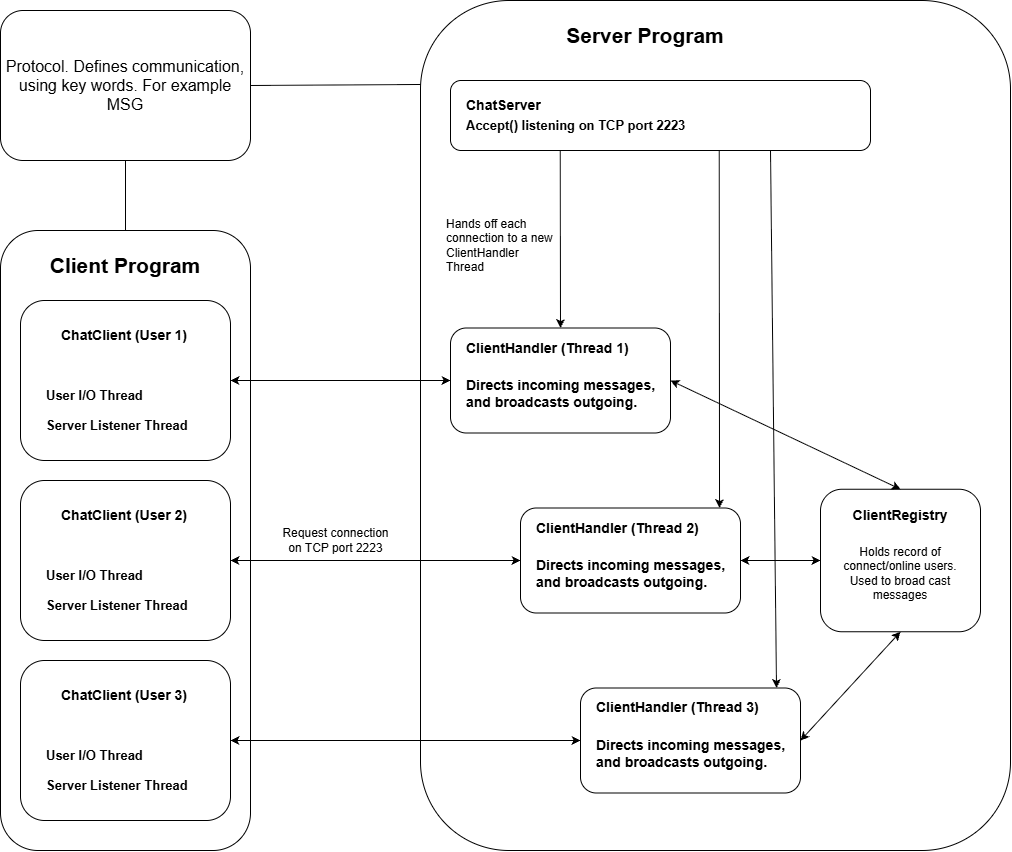 Server Program
Protocol. Defines communication,
using key words. For example
MSG
ChatServer
Accept() listening on TCP port 2223
Hands off each
connection to a new
ClientHandler
Thread
Client Program
ChatClient (User 1)
User I/O Thread
Server Listener Thread
ClientHandler (Thread 1)
Directs incoming messages,
and broadcasts outgoing.
ChatClient (User 2)
User I/O Thread
Server Listener Thread
Request connection
on TCP port 2223
ClientHandler (Thread 2)
Directs incoming messages,
and broadcasts outgoing.
ClientRegistry
Holds record of
connect/online users.
Used to broad cast
messages
ChatClient (User 3)
User I/O Thread
Server Listener Thread
ClientHandler (Thread 3)
Directs incoming messages,
and broadcasts outgoing.